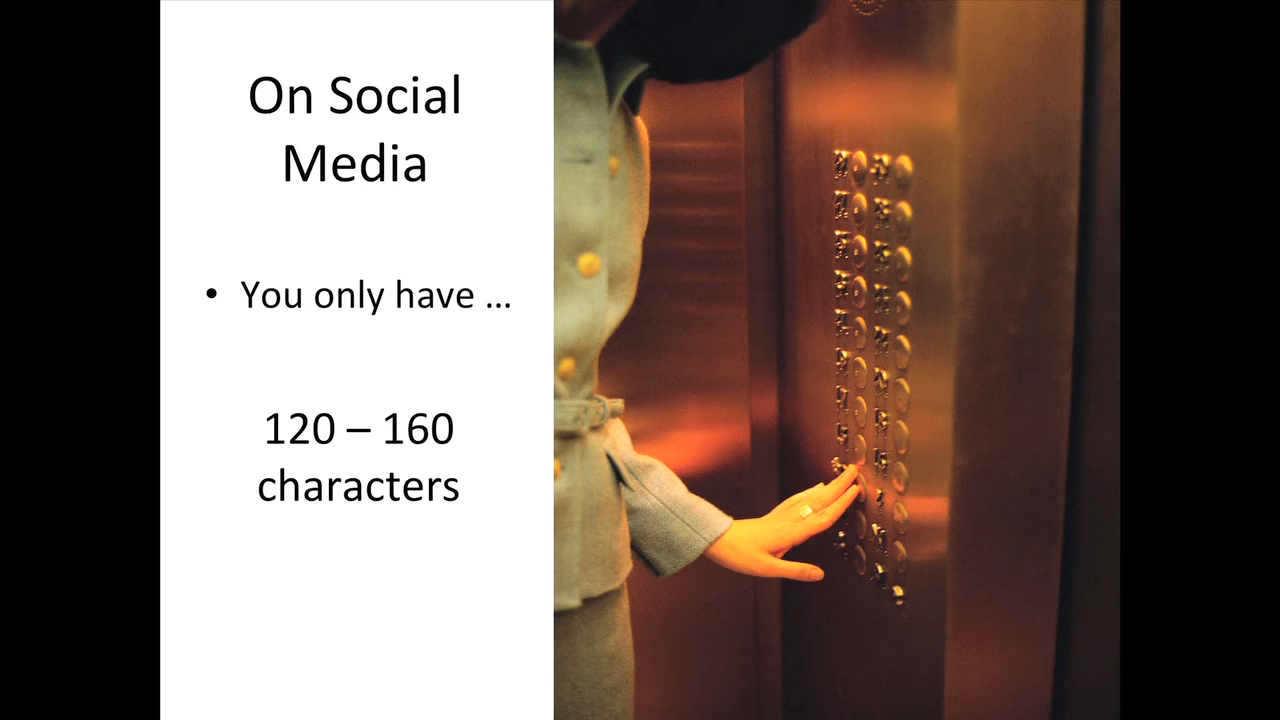 On Social
Media
• You only have …
120 – 160
characters